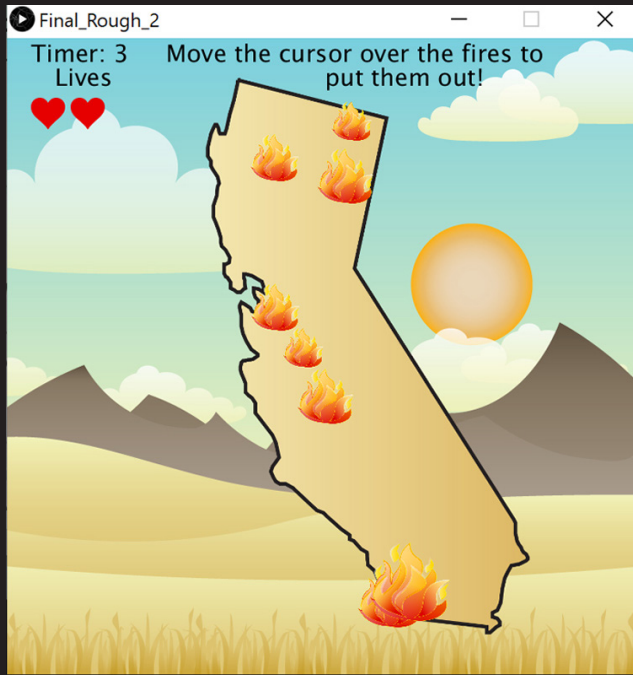 Final_Rough_2
Timer: 3
Lives
Move the cursor over the fires to
put them out!